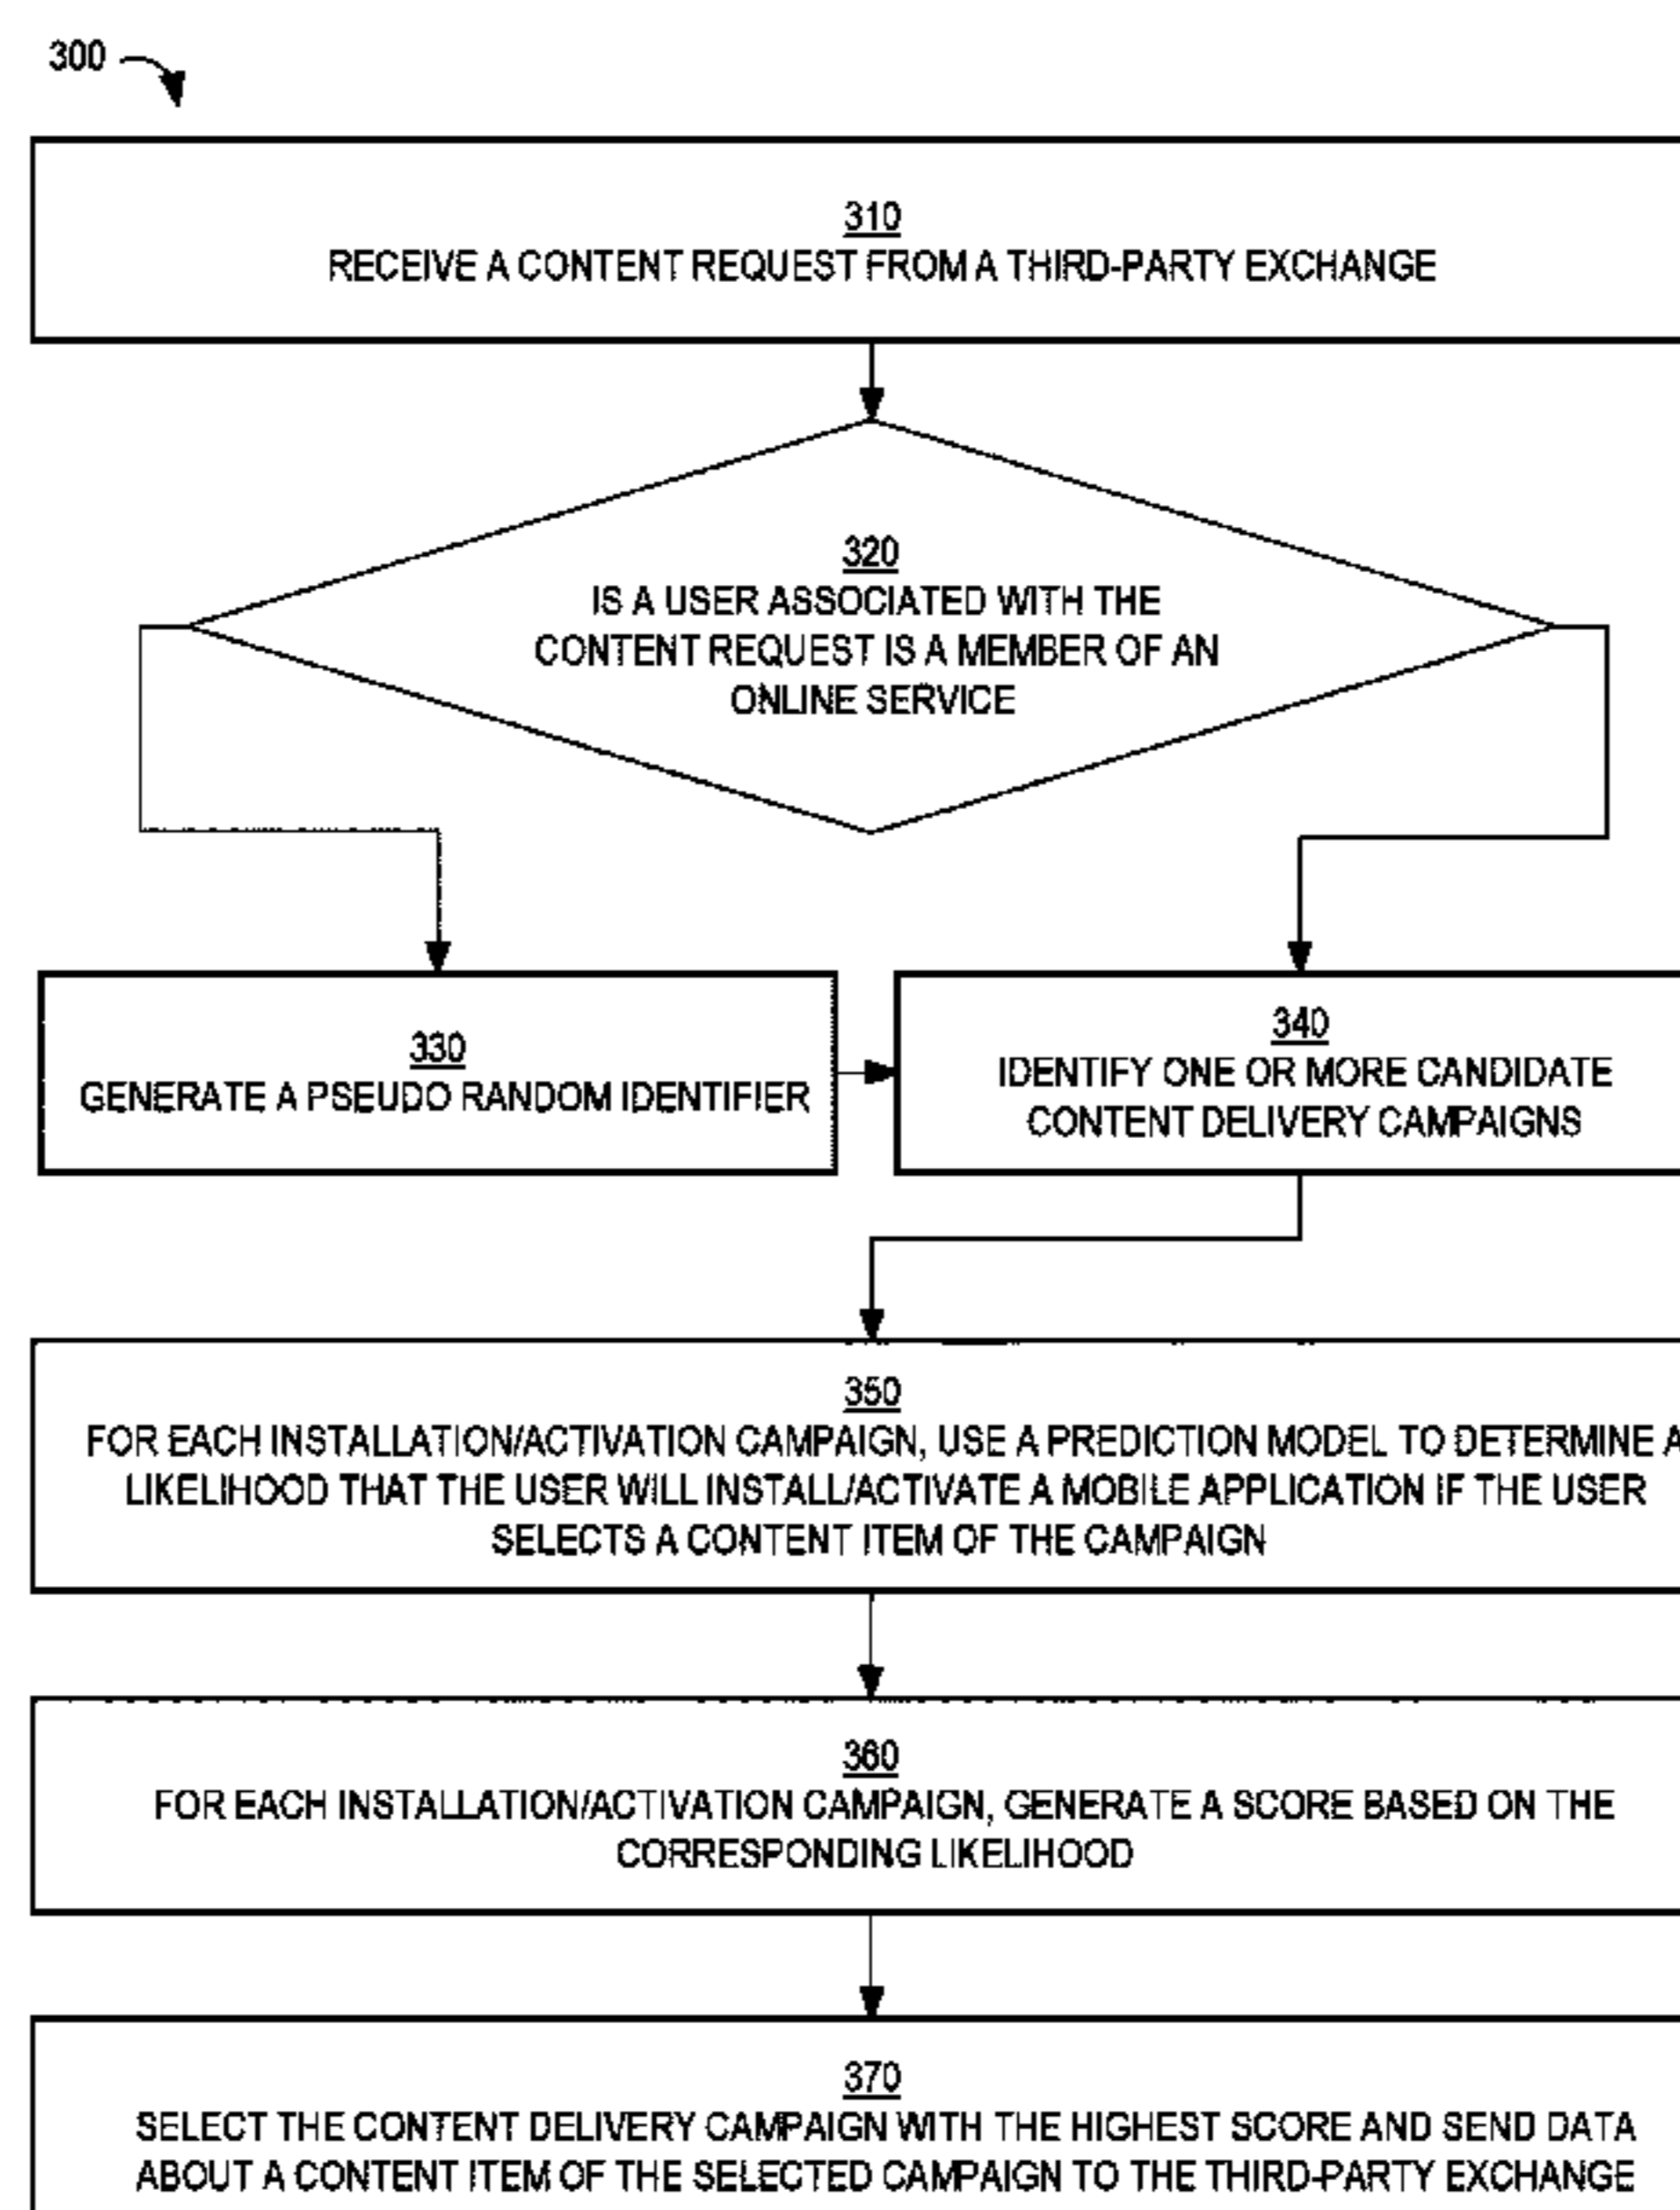 300
310
RECEIVE A CONTENT REQUEST FROM A THIRD-PARTY EXCHANGE
320
IS A USER ASSOCIATED WITH THE
CONTENT REQUEST IS A MEMBER OF AN
ONLINE SERVICE
330
GENERATE A PSEUDO RANDOM IDENTIFIER
340
IDENTIFY ONE OR MORE CANDIDATE
CONTENT DELIVERY CAMPAIGNS
350
FOR EACH INSTALLATION/ACTIVATION CAMPAIGN, USE A PREDICTION MODEL TO DETERMINE A
LIKELIHOOD THAT THE USER WILL INSTALL/ACTIVATE A MOBILE APPLICATION IF THE USER
SELECTS A CONTENT ITEM OF THE CAMPAIGN
360
FOR EACH INSTALLATION/ACTIVATION CAMPAIGN, GENERATE A SCORE BASED ON THE
CORRESPONDING LIKELIHOOD
370
SELECT THE CONTENT DELIVERY CAMPAIGN WITH THE HIGHEST SCORE AND SEND DATA
ABOUT A CONTENT ITEM OF THE SELECTED CAMPAIGN TO THE THIRD-PARTY EXCHANGE